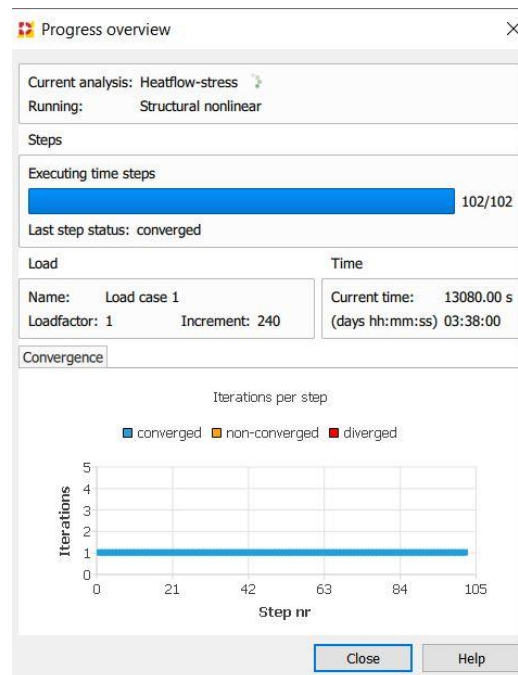 Progress overview
Current analysis: Heatflow-stress
Running: Structural nonlinear
Steps
Executing time steps
102/102
Last step status: converged
Load
Name: Load case 1
Loadfactor: 1 Increment: 240
Time
Current time: 13080.00 s
(days hh:mm:ss) 03:38:00
Convergence
Iterations per step
converged non-converged diverged
Iterations
5
4
3
2
1
0
0 21 42 63 84 105
Step nr
Close Help